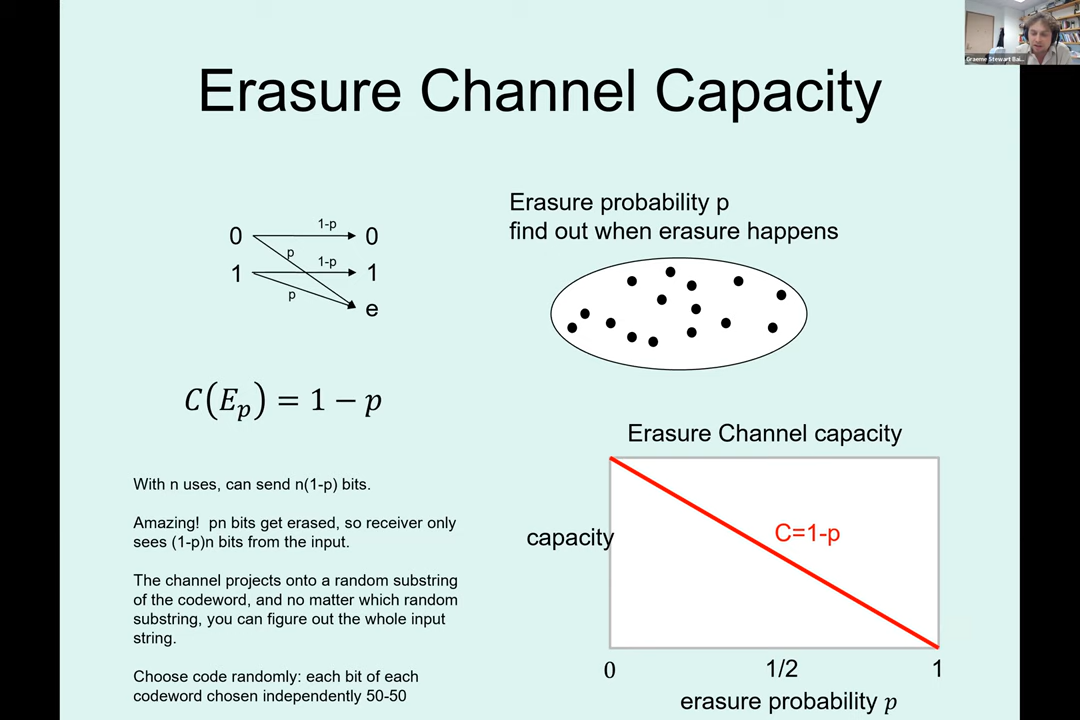 Graeme Stewart Bai...
Erasure Channel Capacity
0 1-p 0
p
1 1-p 1
p
e
Erasure probability p
find out when erasure happens
C(E_p) = 1 − p
With n uses, can send n(1-p) bits.
Amazing! pn bits get erased, so receiver only
sees (1-p)n bits from the input.
The channel projects onto a random substring
of the codeword, and no matter which random
substring, you can figure out the whole input
string.
Choose code randomly: each bit of each
codeword chosen independently 50-50
Erasure Channel capacity
capacity
C=1-p
0 1/2 1
erasure probability p